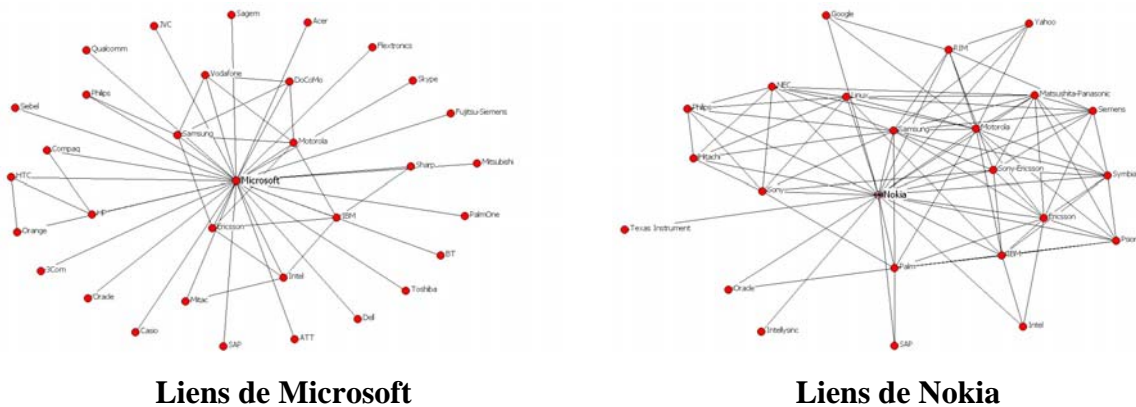 Sagem
JVC
Acer
Qualcomm
Flextronics
Vodafone
DoCoMo
Skype
Philips
Siebel
Fujitsu-Siemens
Samsung
Motorola
Compaq
Sharp
Mitsubishi
HTC
Microsoft
HP
IBM
PalmOne
Orange
Ericsson
BT
3Com
Intel
Toshiba
Oracle
Mitac
Dell
Casio
SAP
ATT
Google
Yahoo
RIM
NEC
Linux
Matsushita-Panasonic
Philips
Siemens
Samsung
Motorola
Hitachi
Sony-Ericsson
Symbian
Sony
Nokia
Texas Instrument
Ericsson
Psion
IBM
Palm
Oracle
Intellysinc
Intel
SAP
Liens de Microsoft
Liens de Nokia